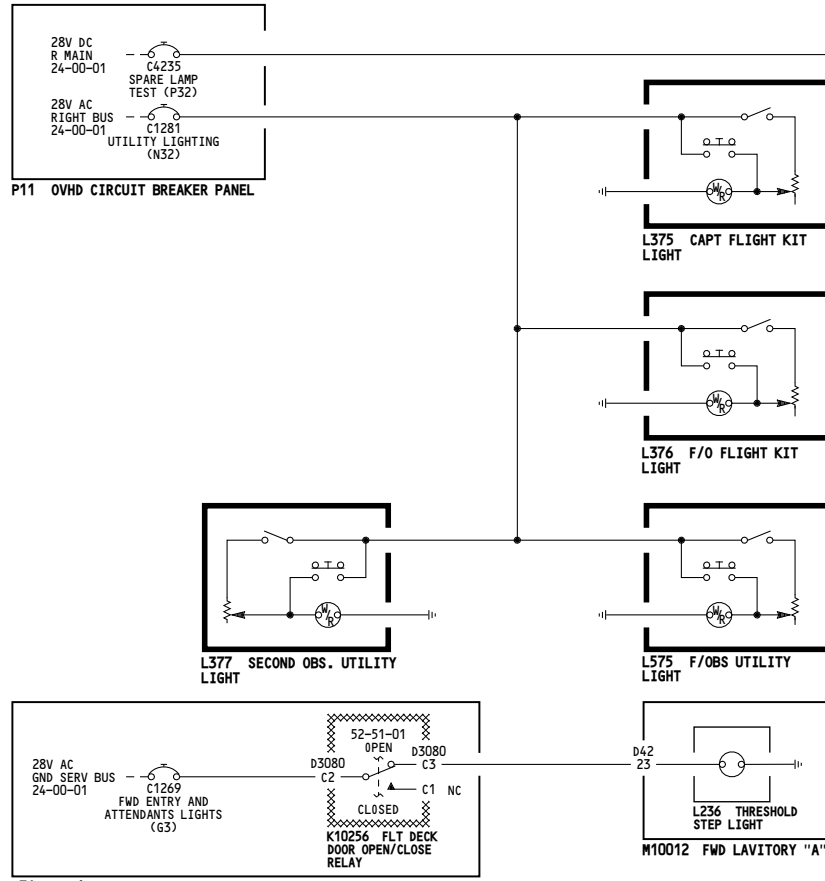 28V DC
R MAIN
24-00-01
C4235
SPARE LAMP
TEST (P32)
28V AC
RIGHT BUS
24-00-01
C1281
UTILITY LIGHTING
(N32)
P11 OVHD CIRCUIT BREAKER PANEL
W/R
L375 CAPT FLIGHT KIT
LIGHT
W/R
L376 F/O FLIGHT KIT
LIGHT
W/R
L377 SECOND OBS. UTILITY
LIGHT
W/R
L575 F/OBS UTILITY
LIGHT
28V AC
GND SERV BUS
24-00-01
C1269
FWD ENTRY AND
ATTENDANTS LIGHTS
(G3)
52-51-01
OPEN
D3080
C2
D3080
C3
C1 NC
CLOSED
K10256 FLT DECK
DOOR OPEN/CLOSE
RELAY
D42
23
L236 THRESHOLD
STEP LIGHT
M10012 FWD LAVITORY "A"